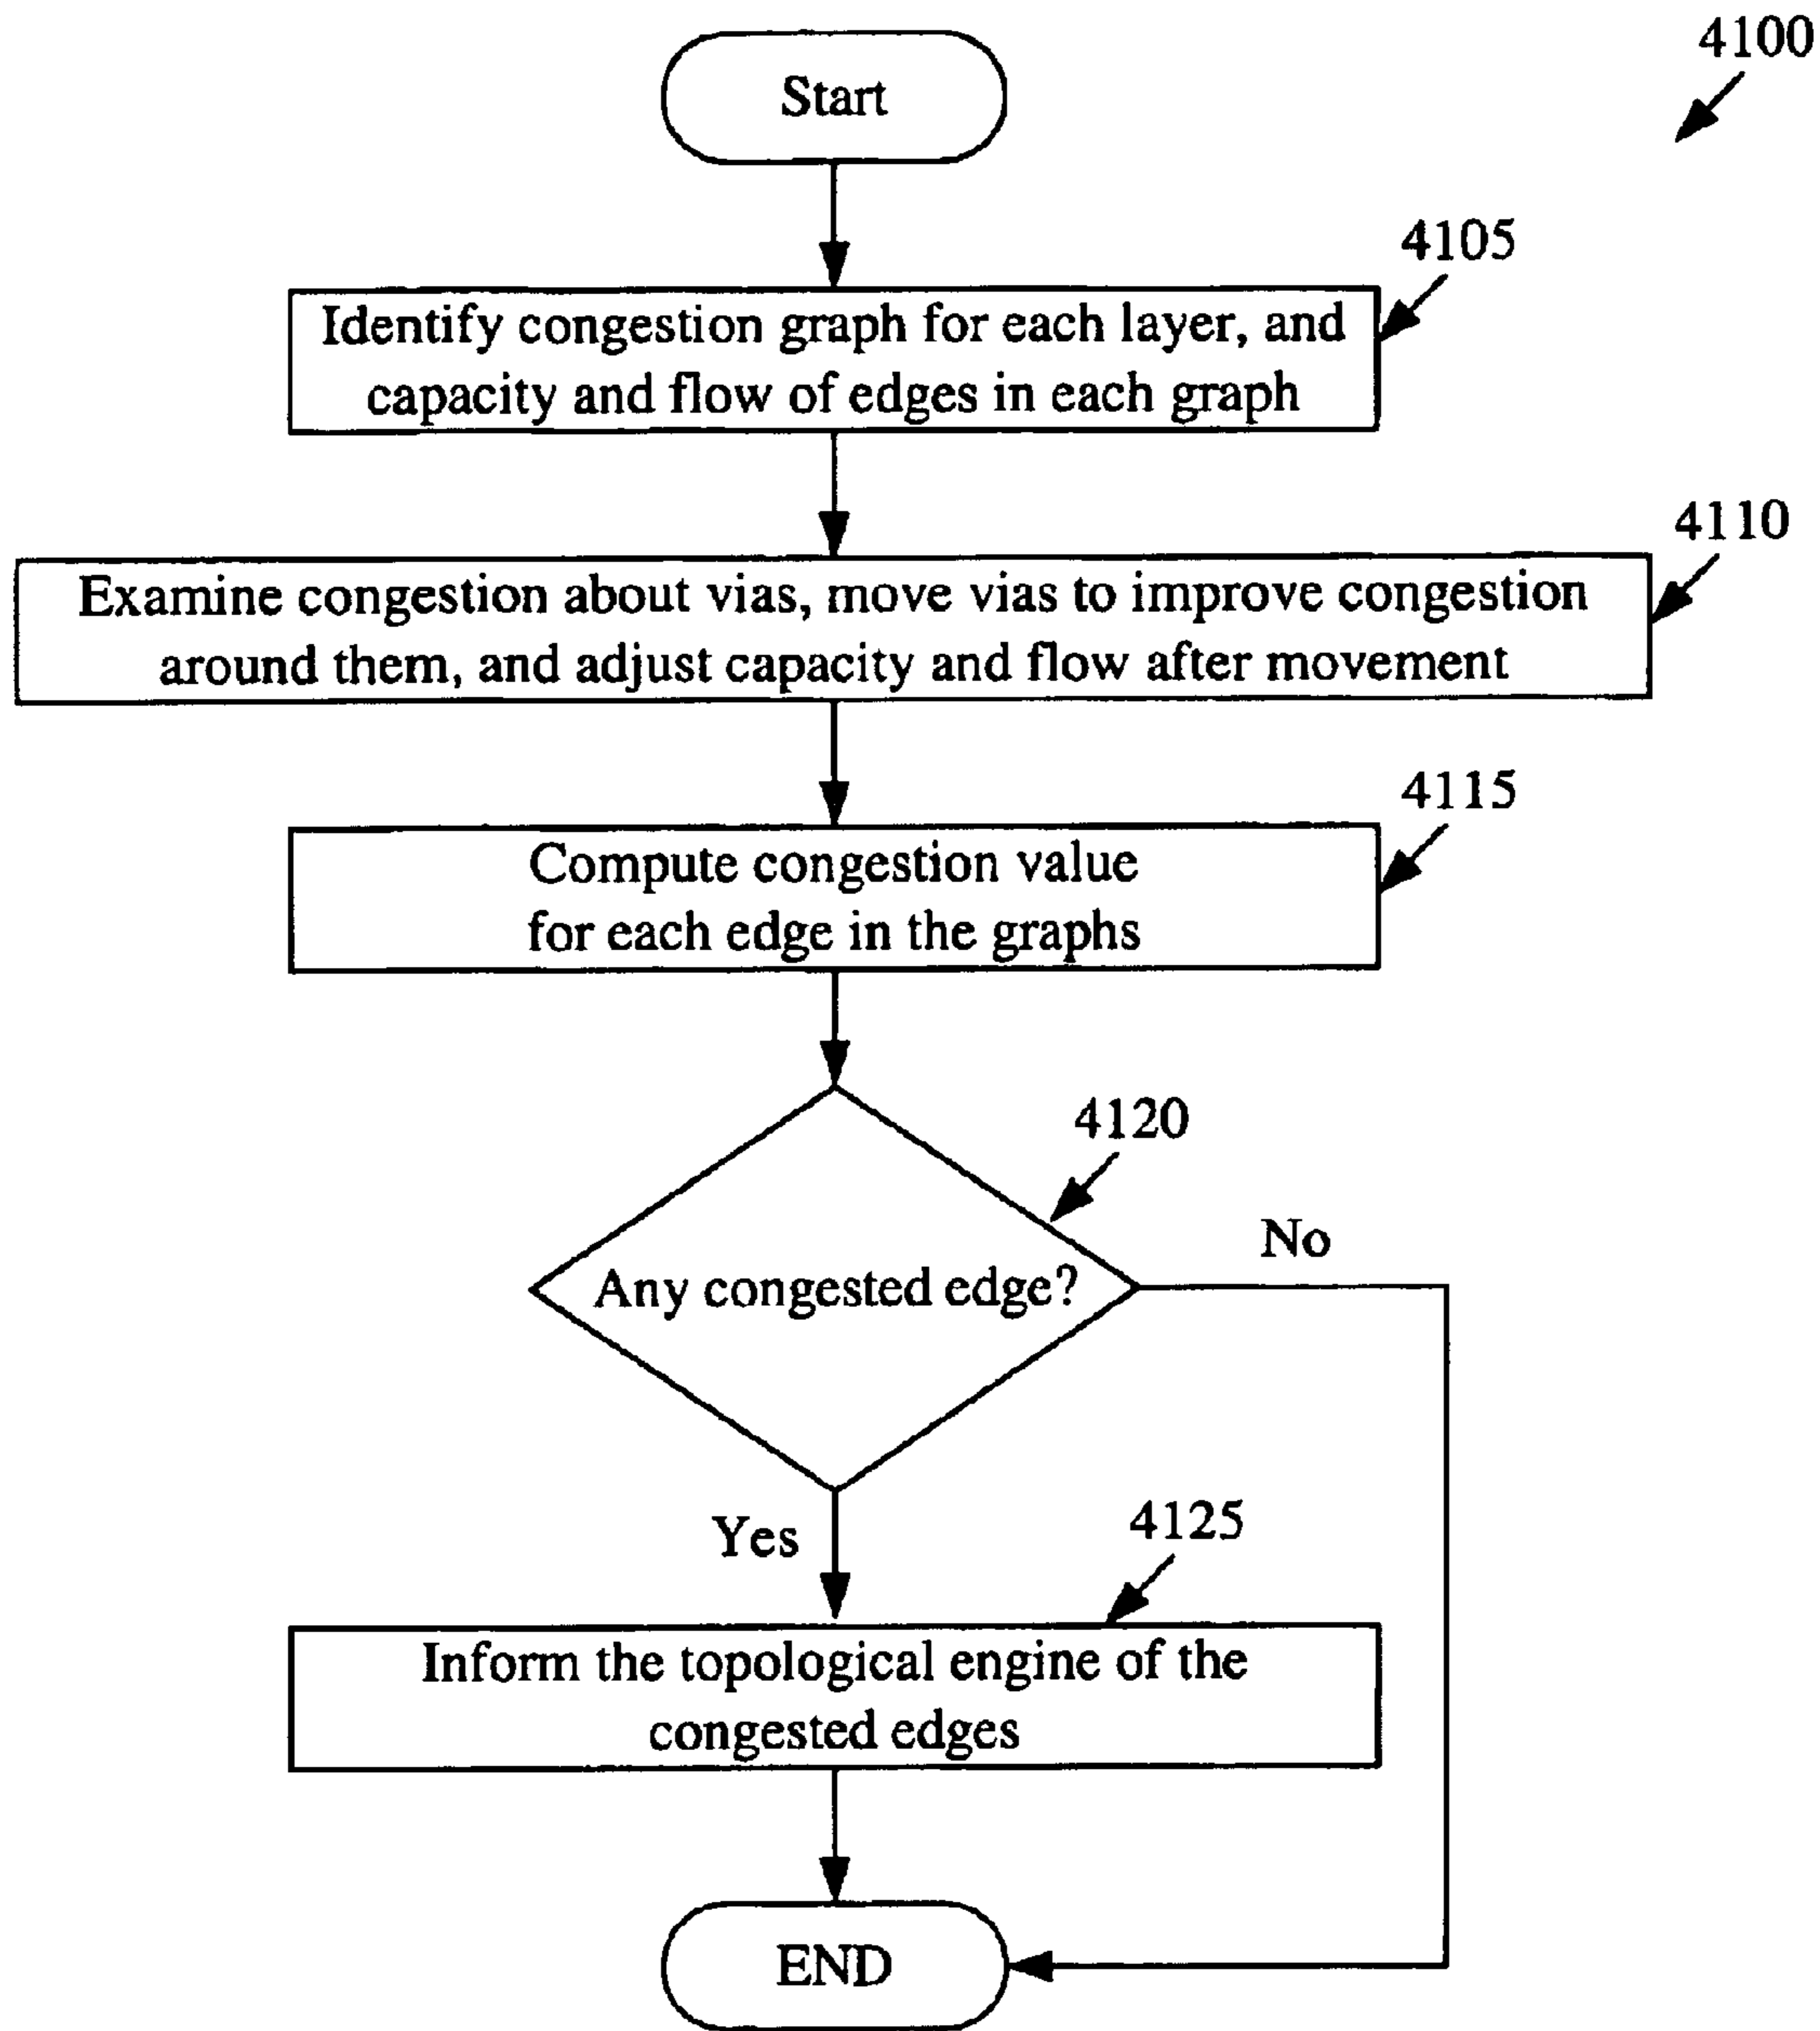 4100
Start
4105
Identify congestion graph for each layer, and
capacity and flow of edges in each graph
4110
Examine congestion about vias, move vias to improve congestion
around them, and adjust capacity and flow after movement
4115
Compute congestion value
for each edge in the graphs
4120
No
Any congested edge?
Yes
4125
Inform the topological engine of the
congested edges
END